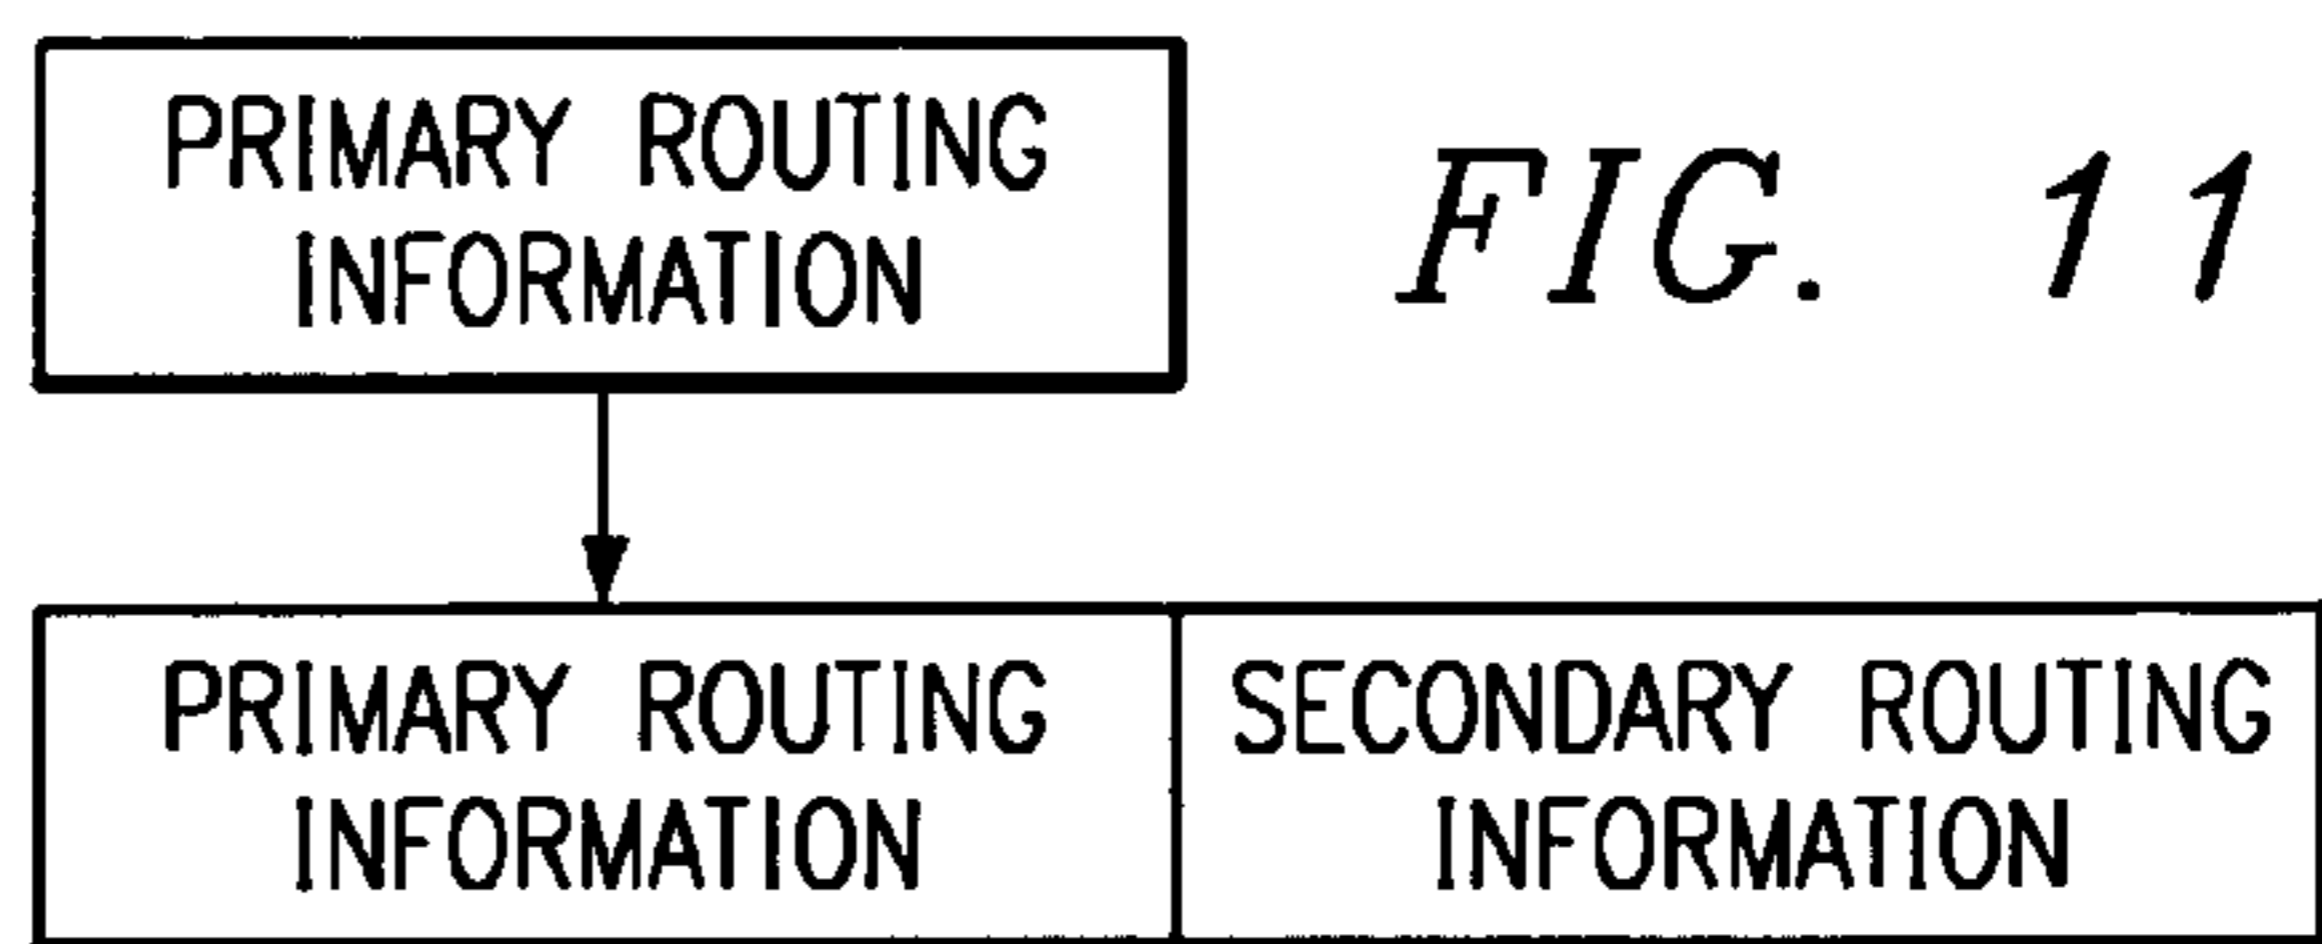 PRIMARY ROUTING
INFORMATION
FIG. 11
PRIMARY ROUTING
INFORMATION
SECONDARY ROUTING
INFORMATION